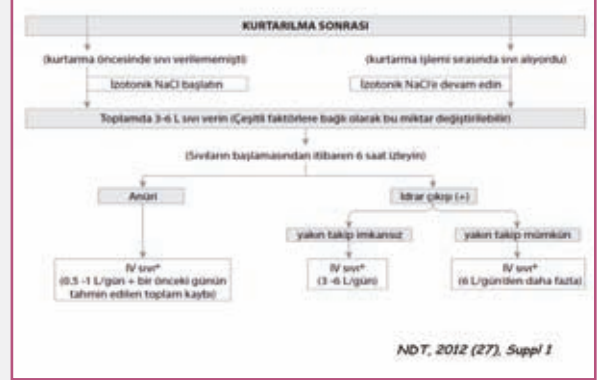 KURTARILMA SONRASI
(kurtarma öncesinde sıvı verilememişti)
(kurtarma işlemi sırasında sıvı alıyordu)
İzotonik NaCl başlatın
İzotonik NaCl'e devam edin
Toplamda 3-6 L sıvı verin (Çeşitli faktörlere bağlı olarak bu miktar değiştirilebilir)
(Sıvıların başlamasından itibaren 6 saat izleyin)
Anüri
İdrar çıkışı (+)
yakın takip imkansız
yakın takip mümkün
IV sıvı*
(0.5 -1 L/gün + bir önceki günün
tahmin edilen toplam kaybı)
IV sıvı*
(3 -6 L/gün)
IV sıvı*
(6 L/gün'den daha fazla)
NDT, 2012 (27), Suppl 1